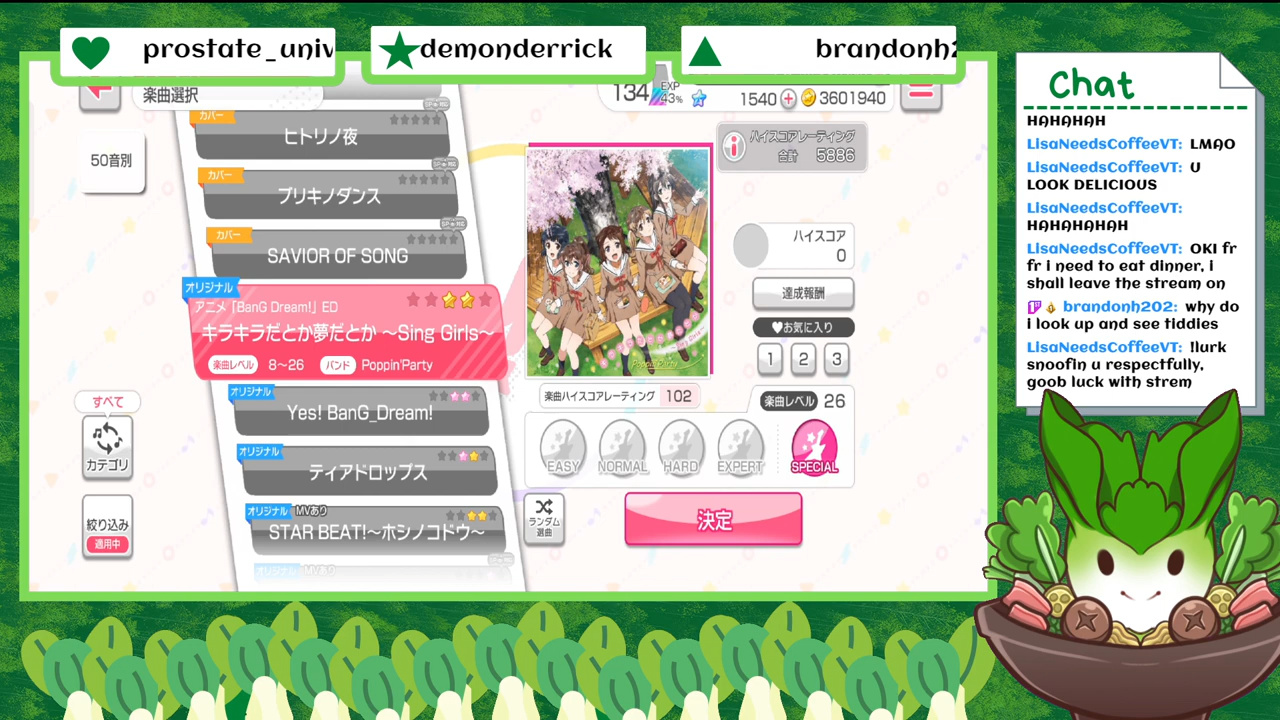 prostate_univ
demonderrick
brandonh2
楽曲選択
134
EXP
43%
1540
3601940
50音別
カバー
ヒトリノ夜
カバー
ブリキノダンス
カバー
SAVIOR OF SONG
オリジナル
アニメ「BanG Dream!」ED
キラキラだとか夢だとか ～Sing Girls～
楽曲レベル 8～26 バンド Poppin'Party
オリジナル
Yes! BanG_Dream!
オリジナル
ティアドロップス
オリジナル MVあり
STAR BEAT!～ホシノコドウ～
すべて
カテゴリ
絞り込み
適用中
Poppin'Party
ハイスコアレーティング
合計 5886
ハイスコア
0
達成報酬
お気に入り
1 2 3
楽曲ハイスコアレーティング 102
楽曲レベル 26
EASY NORMAL HARD EXPERT SPECIAL
ランダム
選曲
決定
Chat
HAHAHAH
LisaNeedsCoffeeVT: LMAO
LisaNeedsCoffeeVT: U
LOOK DELICIOUS
LisaNeedsCoffeeVT:
HAHAHAHAH
LisaNeedsCoffeeVT: OKI fr
fr i need to eat dinner, i
shall leave the stream on
brandonh202: why do
i look up and see tiddies
LisaNeedsCoffeeVT: !lurk
snoofin u respectfully,
goob luck with strem